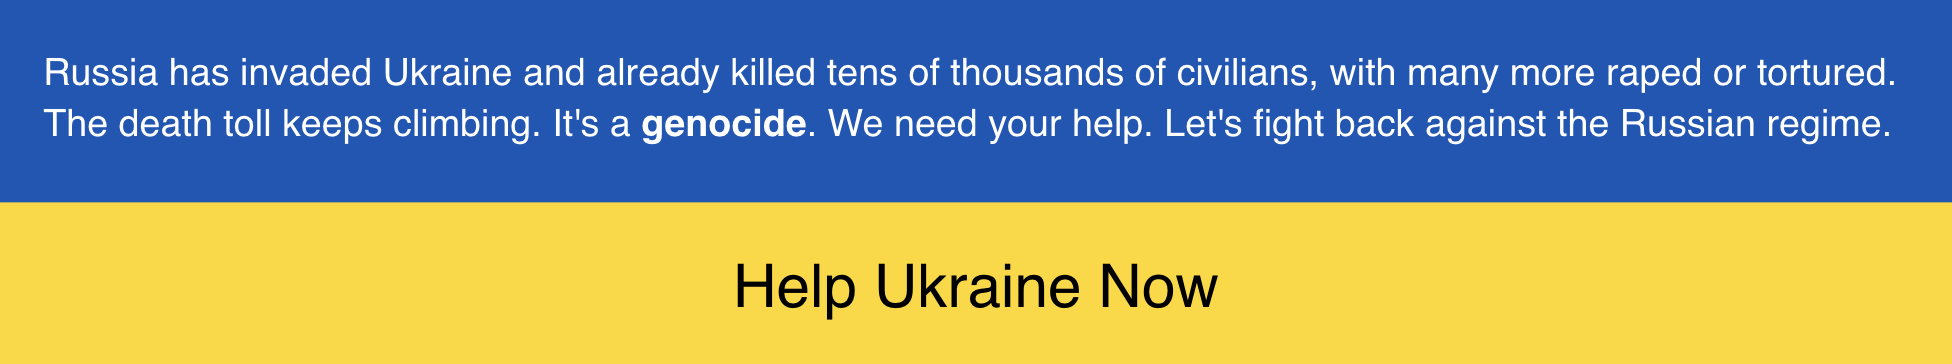 Russia has invaded Ukraine and already killed tens of thousands of civilians, with many more raped or tortured.
The death toll keeps climbing. It's a genocide. We need your help. Let's fight back against the Russian regime.
Help Ukraine Now